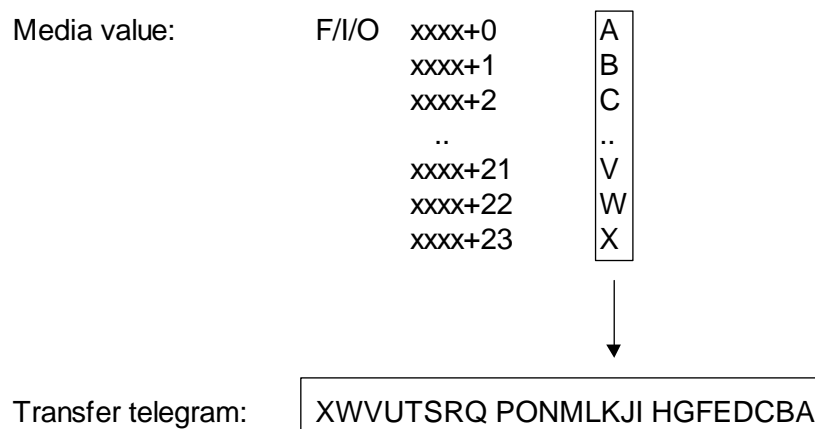 Media value: F/I/O xxxx+0 A
xxxx+1 B
xxxx+2 C
.. ..
xxxx+21 V
xxxx+22 W
xxxx+23 X
Transfer telegram: XWVUTSRQ PONMLKJI HGFEDCBA